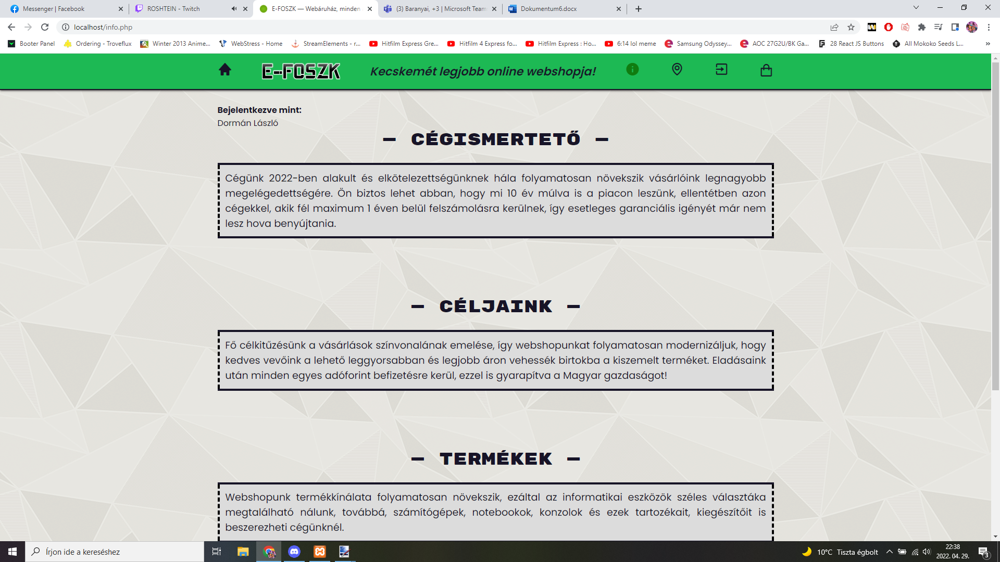 Messenger | Facebook
ROSHTEIN - Twitch
E-FOSZK — Webáruház, minden
(3) Baranyai, +3 | Microsoft Team
Dokumentum6.docx
localhost/info.php
Booter Panel
Ordering - Troveflux
Winter 2013 Anime...
WebStress - Home
StreamElements - r...
Hitfilm Express Gre...
Hitfilm 4 Express fo...
Hitfilm Express : Ho...
6:14 lol meme
Samsung Odyssey...
AOC 27G2U/BK Ga...
28 React JS Buttons
All Mokoko Seeds L...
»
E-FOSZK
Kecskemét legjobb online webshopja!
Bejelentkezve mint:
Dormán László
— CÉGISMERTETŐ —
Cégünk 2022-ben alakult és elkötelezettségünknek hála folyamatosan növekszik vásárlóink legnagyobb
megelégedettségére. Ön biztos lehet abban, hogy mi 10 év múlva is a piacon leszünk, ellentétben azon
cégekkel, akik fél maximum 1 éven belül felszámolásra kerülnek, így esetleges garanciális igényét már nem
lesz hova benyújtania.
— CÉLJAINK —
Fő célkitűzésünk a vásárlások színvonalának emelése, így webshopunkat folyamatosan modernizáljuk, hogy
kedves vevőink a lehető leggyorsabban és legjobb áron vehessék birtokba a kiszemelt terméket. Eladásaink
után minden egyes adóforint befizetésre kerül, ezzel is gyarapítva a Magyar gazdaságot!
— TERMÉKEK —
Webshopunk termékkínálata folyamatosan növekszik, ezáltal az informatikai eszközök széles választáka
megtalálható nálunk, továbbá, számítógépek, notebookok, konzolok és ezek tartozékait, kiegészítőit is
beszerezheti cégünknél.
Írjon ide a kereséshez
10°C Tiszta égbolt
22:38
2022. 04. 29.
3